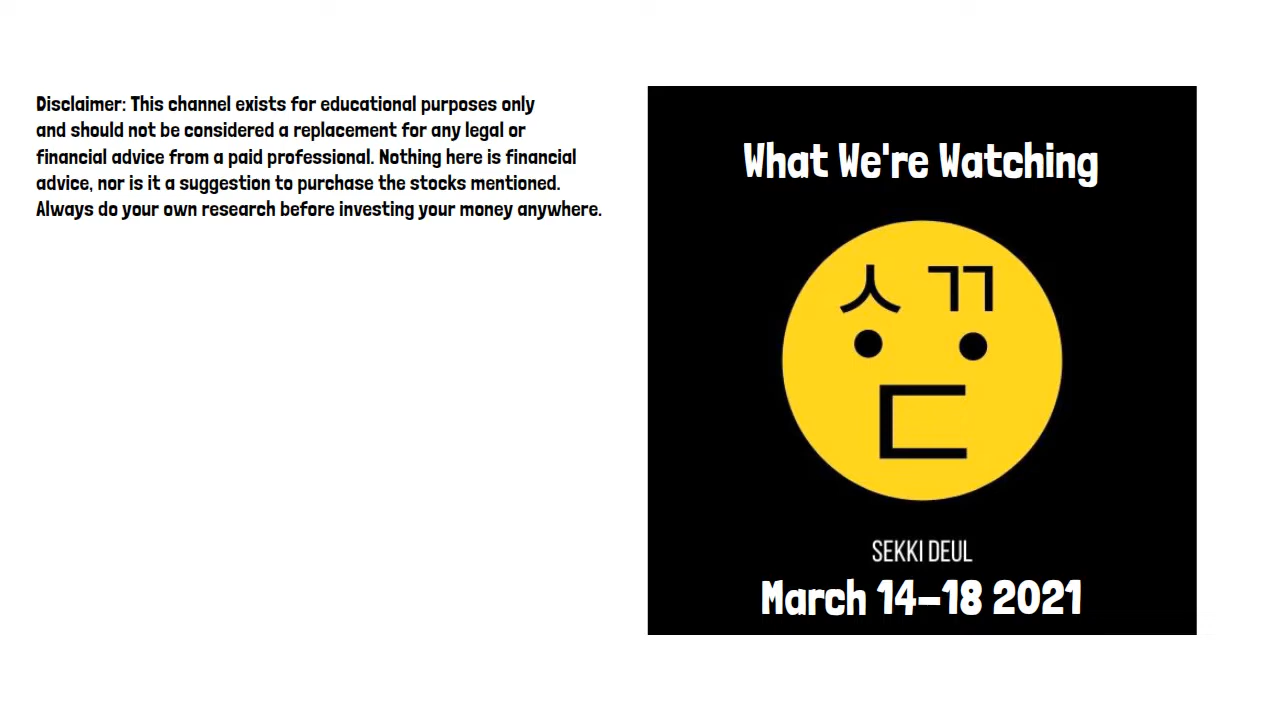 Disclaimer: This channel exists for educational purposes only
and should not be considered a replacement for any legal or
financial advice from a paid professional. Nothing here is financial
advice, nor is it a suggestion to purchase the stocks mentioned.
Always do your own research before investing your money anywhere.
What We're Watching
ㅅ ㄲ
ㄷ
SEKKI DEUL
March 14-18 2021